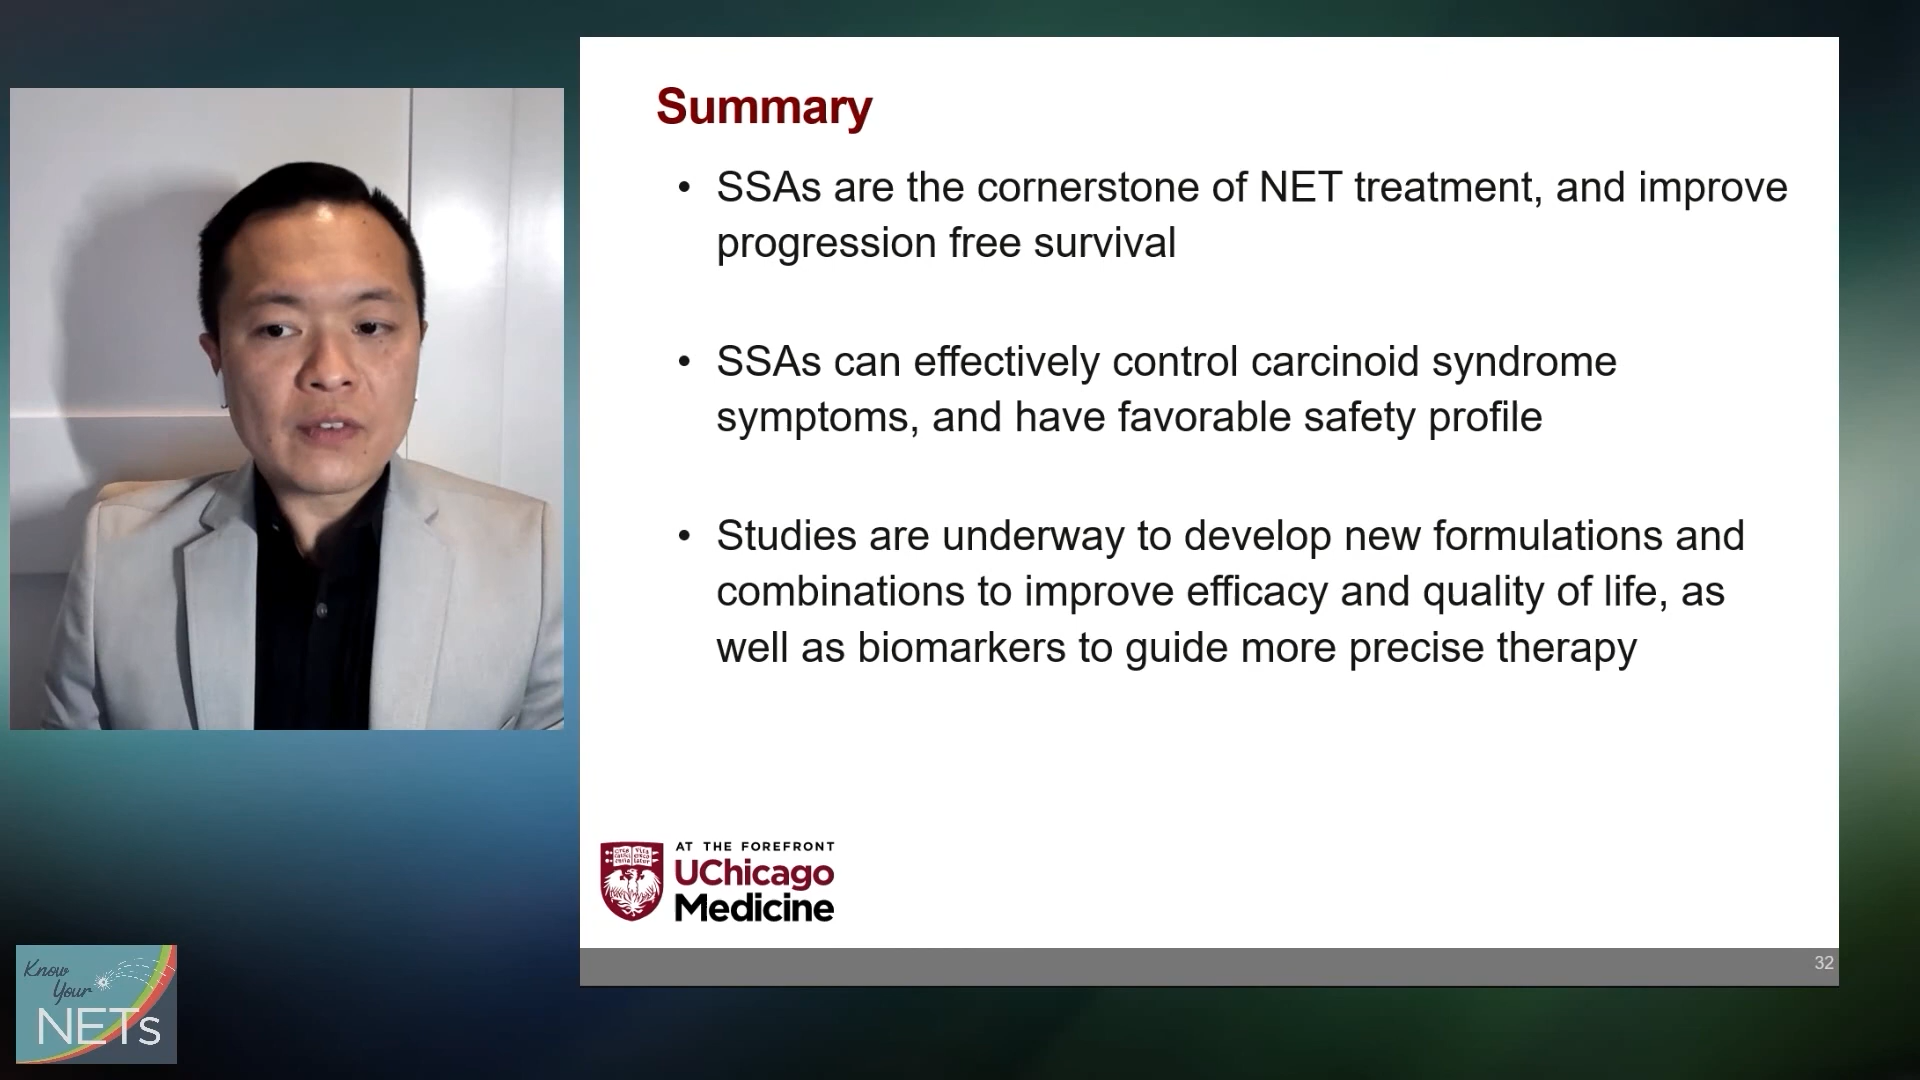 Summary
• SSAs are the cornerstone of NET treatment, and improve
progression free survival
• SSAs can effectively control carcinoid syndrome
symptoms, and have favorable safety profile
• Studies are underway to develop new formulations and
combinations to improve efficacy and quality of life, as
well as biomarkers to guide more precise therapy
AT THE FOREFRONT
UChicago
Medicine
32
Know
Your
NETs